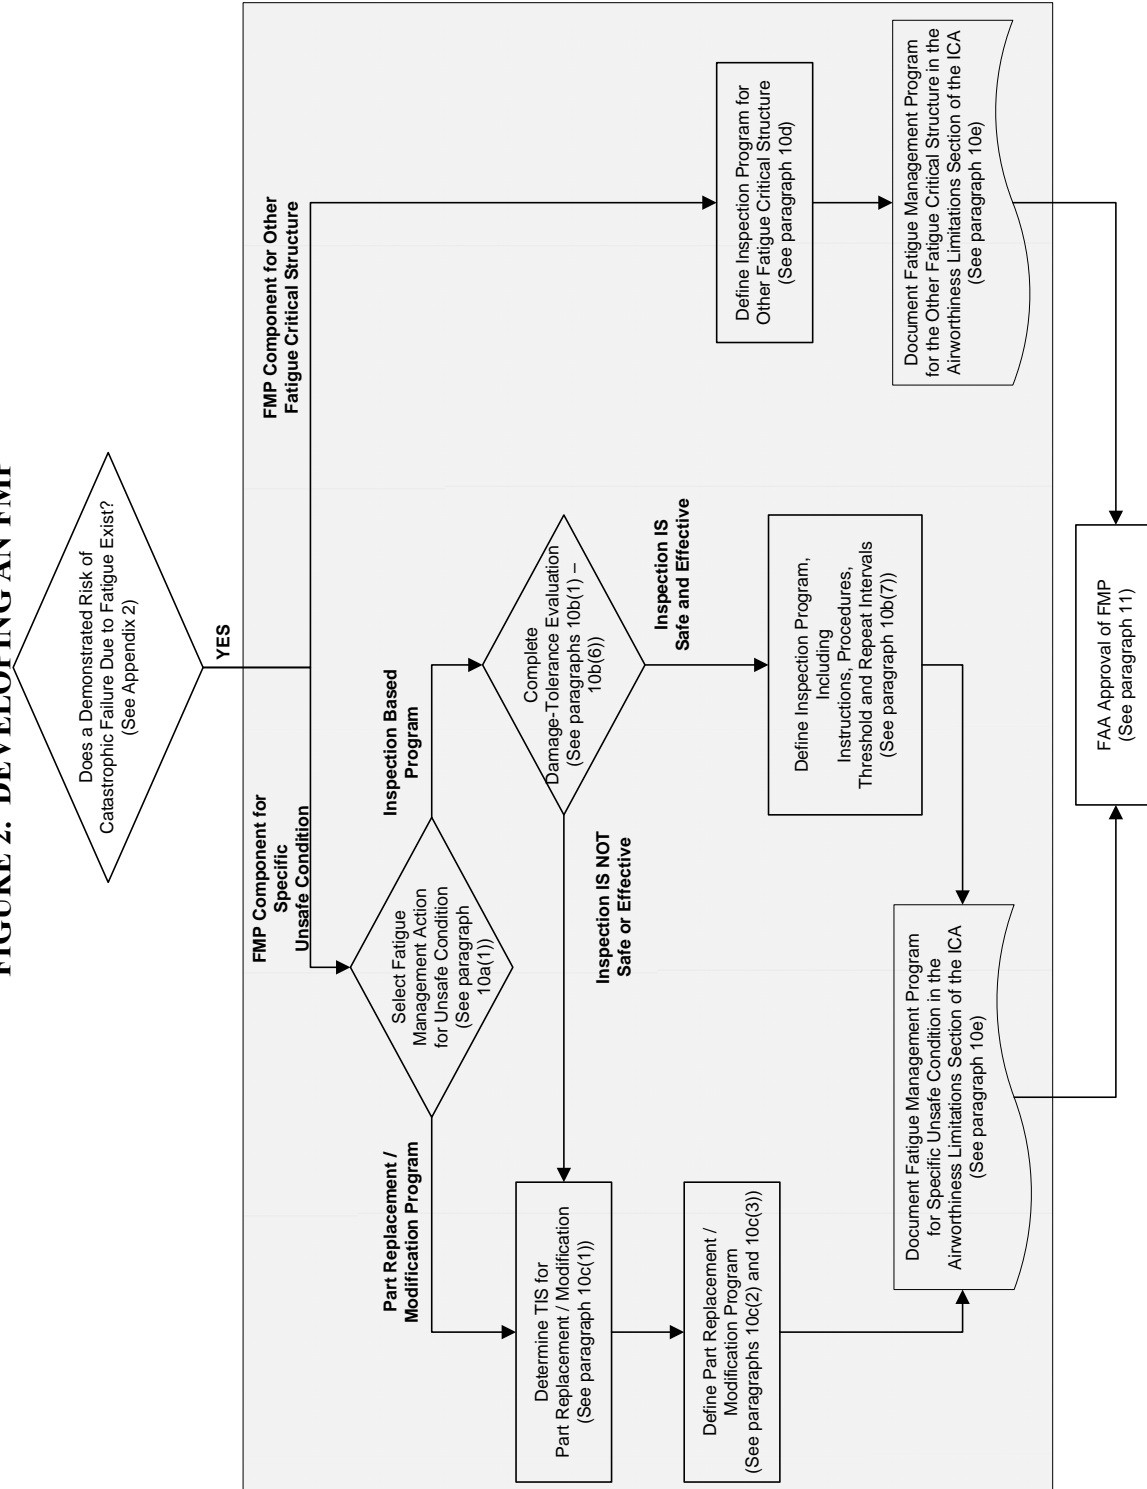 FIGURE 2. DEVELOPING AN FMP
Does a Demonstrated Risk of
Catastrophic Failure Due to Fatigue Exist?
(See Appendix 2)
YES
FMP Component for
Specific
Unsafe Condition
FMP Component for Other
Fatigue Critical Structure
Select Fatigue
Management Action
for Unsafe Condition
(See paragraph
10a(1))
Part Replacement /
Modification Program
Inspection Based
Program
Complete
Damage-Tolerance Evaluation
(See paragraphs 10b(1) –
10b(6))
Inspection IS NOT
Safe or Effective
Inspection IS
Safe and Effective
Determine TIS for
Part Replacement / Modification
(See paragraph 10c(1))
Define Part Replacement /
Modification Program
(See paragraphs 10c(2) and 10c(3))
Define Inspection Program,
Including
Instructions, Procedures,
Threshold and Repeat Intervals
(See paragraph 10b(7))
Define Inspection Program for
Other Fatigue Critical Structure
(See paragraph 10d)
Document Fatigue Management Program
for Specific Unsafe Condition in the
Airworthiness Limitations Section of the ICA
(See paragraph 10e)
Document Fatigue Management Program
for the Other Fatigue Critical Structure in the
Airworthiness Limitations Section of the ICA
(See paragraph 10e)
FAA Approval of FMP
(See paragraph 11)